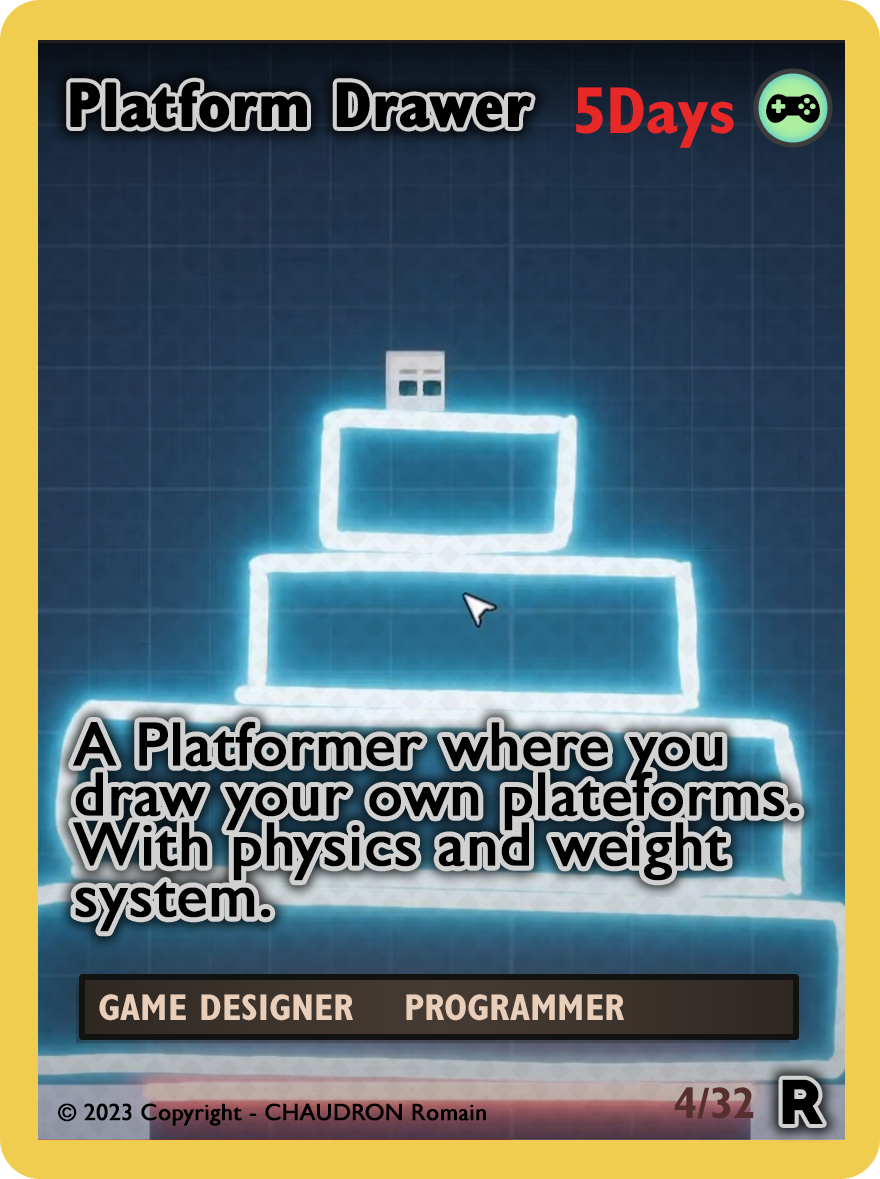 Platform Drawer 5Days
A Platformer where you
draw your own plateforms.
With physics and weight
system.
GAME DESIGNER PROGRAMMER
© 2023 Copyright - CHAUDRON Romain 4/32 R